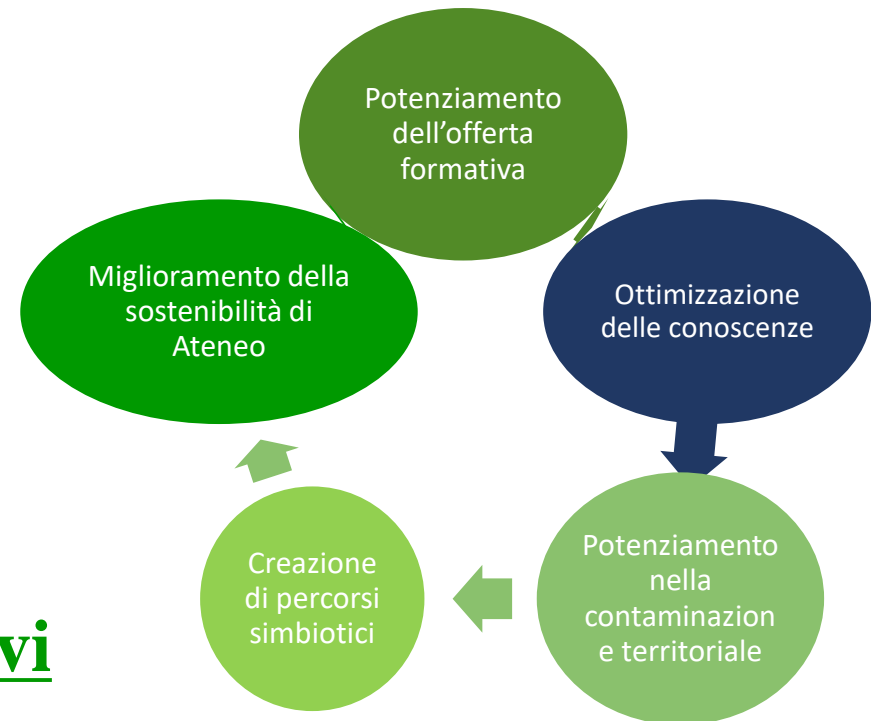 Potenziamento
dell’offerta
formativa
Miglioramento della
sostenibilità di
Ateneo
Ottimizzazione
delle conoscenze
Creazione
di percorsi
simbiotici
Potenziamento
nella
contaminazion
e territoriale
vi